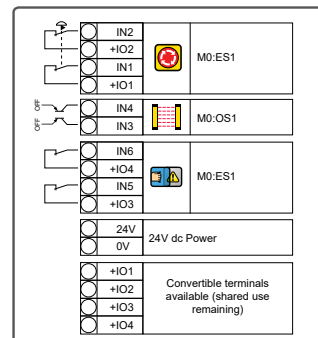 IN2
+IO2
IN1
+IO1
M0:ES1
OFF
OFF
IN4
IN3
M0:OS1
IN6
+IO4
IN5
+IO3
M0:ES1
24V
0V
24V dc Power
+IO1
+IO2
+IO3
+IO4
Convertible terminals
available (shared use
remaining)